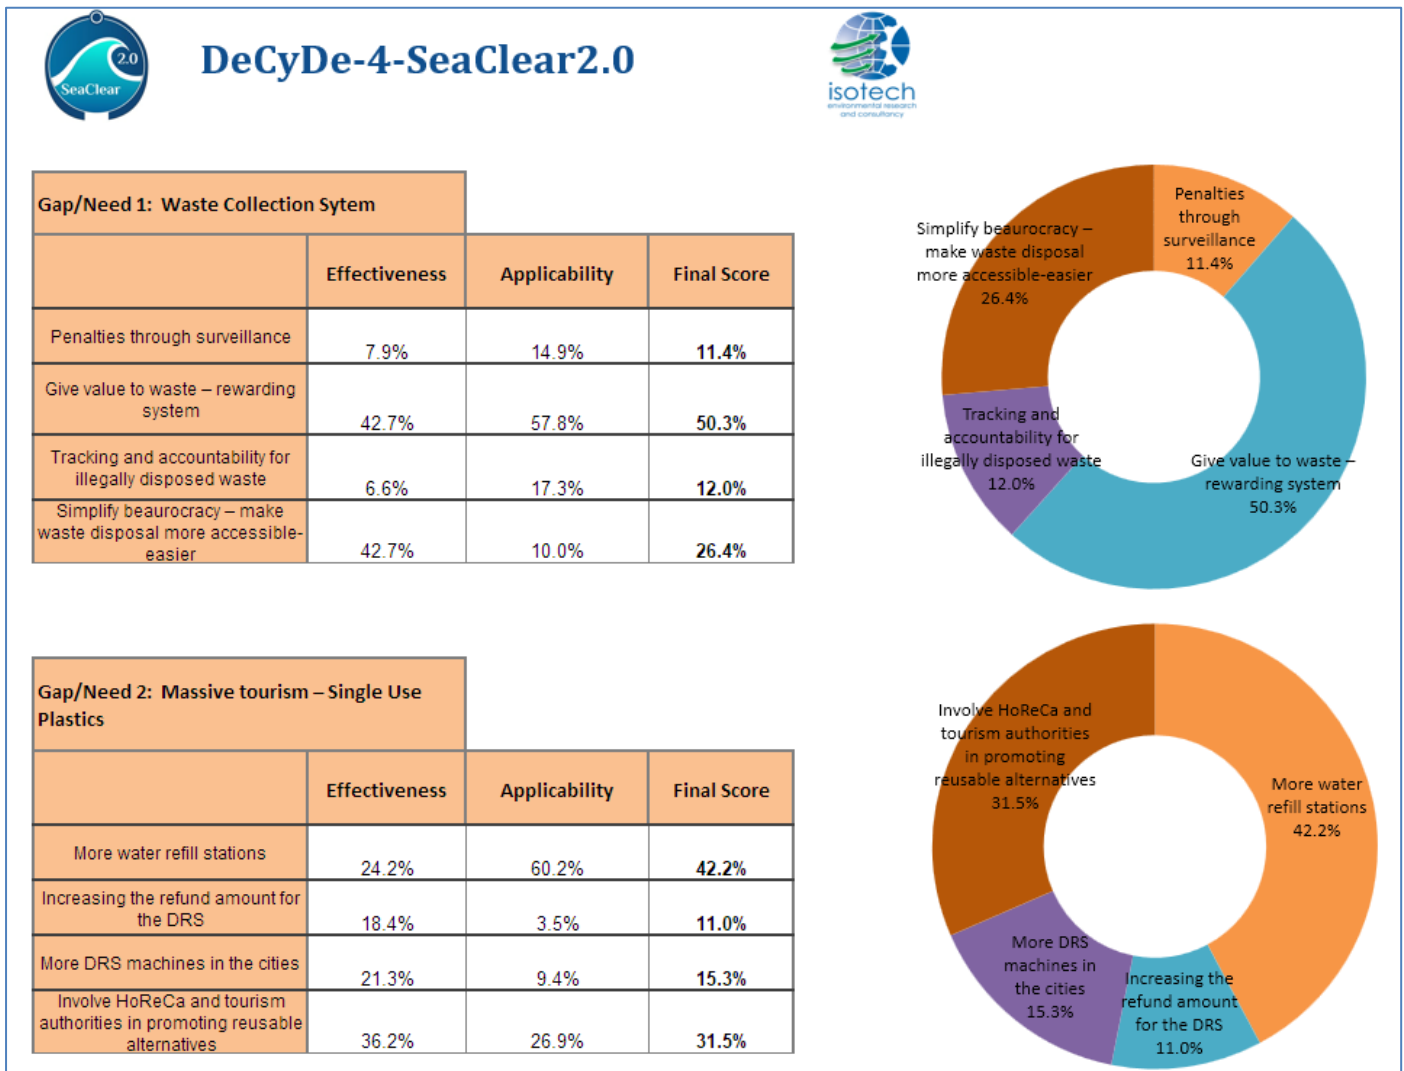 2.0
SeaClear
DeCyDe-4-SeaClear2.0
isotech
environmental research
and consultancy
Gap/Need 1: Waste Collection Sytem
Effectiveness Applicability Final Score
Penalties through surveillance
7.9% 14.9% 11.4%
Give value to waste – rewarding
system
42.7% 57.8% 50.3%
Tracking and accountability for
illegally disposed waste
6.6% 17.3% 12.0%
Simplify beaurocracy – make
waste disposal more accessible-
easier
42.7% 10.0% 26.4%
Penalties
through
surveillance
11.4%
Simplify beaurocracy –
make waste disposal
more accessible-easier
26.4%
Tracking and
accountability for
illegally disposed waste
12.0%
Give value to waste –
rewarding system
50.3%
Gap/Need 2: Massive tourism – Single Use
Plastics
Effectiveness Applicability Final Score
More water refill stations
24.2% 60.2% 42.2%
Increasing the refund amount for
the DRS
18.4% 3.5% 11.0%
More DRS machines in the cities
21.3% 9.4% 15.3%
Involve HoReCa and tourism
authorities in promoting reusable
alternatives
36.2% 26.9% 31.5%
Involve HoReCa and
tourism authorities
in promoting
reusable alternatives
31.5%
More water
refill stations
42.2%
More DRS
machines in
the cities
15.3%
Increasing the
refund amount
for the DRS
11.0%